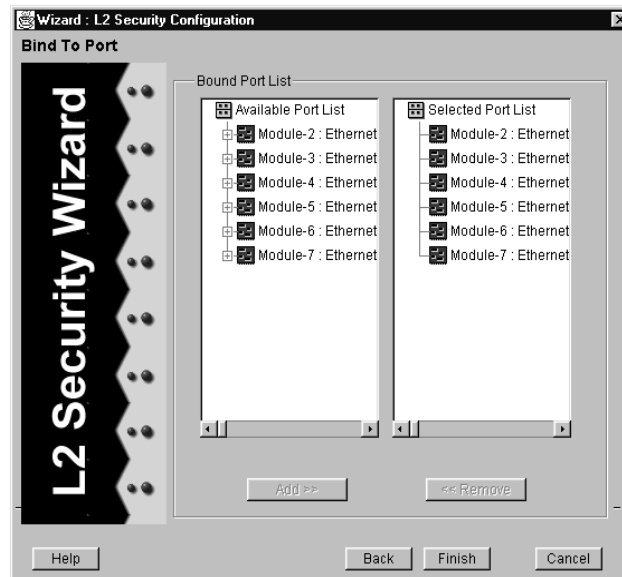 Wizard : L2 Security Configuration
Bind To Port
L2 Security Wizard
Bound Port List
Available Port List
Module-2 : Ethernet
Module-3 : Ethernet
Module-4 : Ethernet
Module-5 : Ethernet
Module-6 : Ethernet
Module-7 : Ethernet
Selected Port List
Module-2 : Ethernet
Module-3 : Ethernet
Module-4 : Ethernet
Module-5 : Ethernet
Module-6 : Ethernet
Module-7 : Ethernet
Add >>
<< Remove
Help
Back
Finish
Cancel